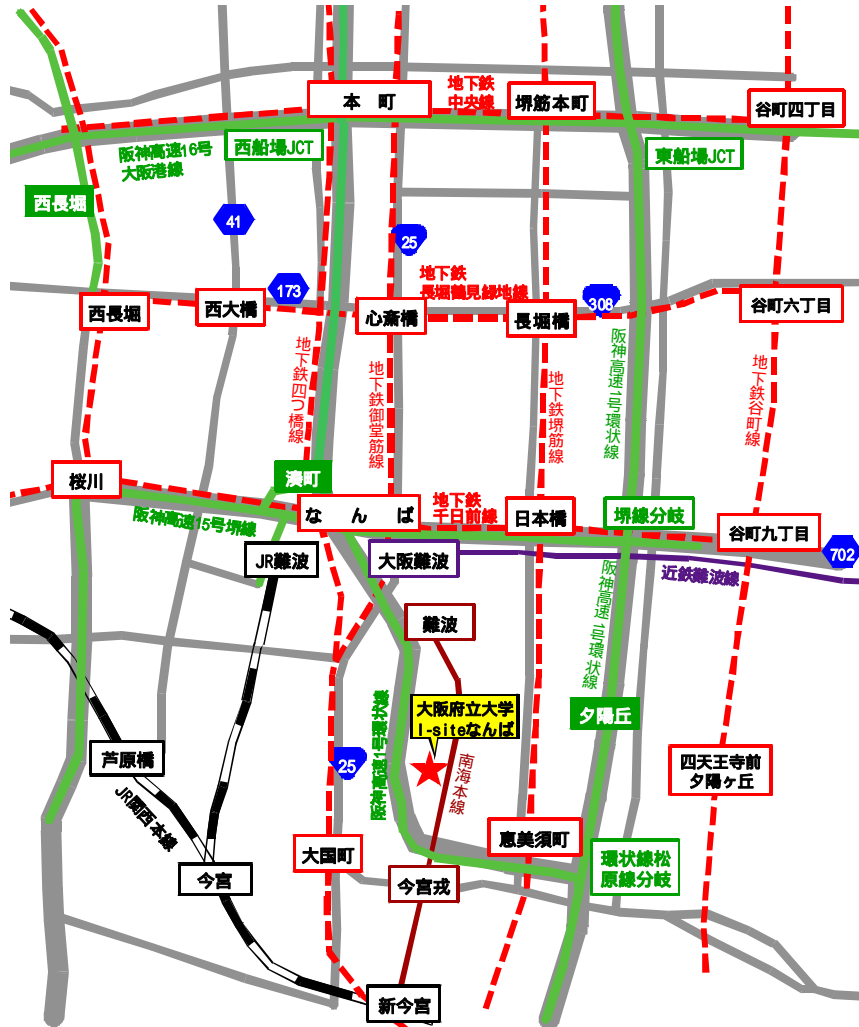 本　町
地下鉄
中央線
堺筋本町
谷町四丁目
阪神高速16号
大阪港線
西船場JCT
東船場JCT
西長堀
41
25
地下鉄
長堀鶴見緑地線
173
308
西長堀
西大橋
心斎橋
長堀橋
谷町六丁目
地下鉄四つ橋線
地下鉄御堂筋線
地下鉄堺筋線
阪神高速1号環状線
地下鉄谷町線
桜川
湊町
阪神高速15号堺線
な　ん　ば
地下鉄
千日前線
日本橋
堺線分岐
谷町九丁目
702
JR難波
大阪難波
近鉄難波線
阪神高速1号環状線
難波
大阪府立大学
I-siteなんば
夕陽丘
阪神高速1号環状線
25
南海本線
芦原橋
JR関西本線
四天王寺前
夕陽ヶ丘
大国町
恵美須町
環状線松
原線分岐
今宮
今宮戎
新今宮